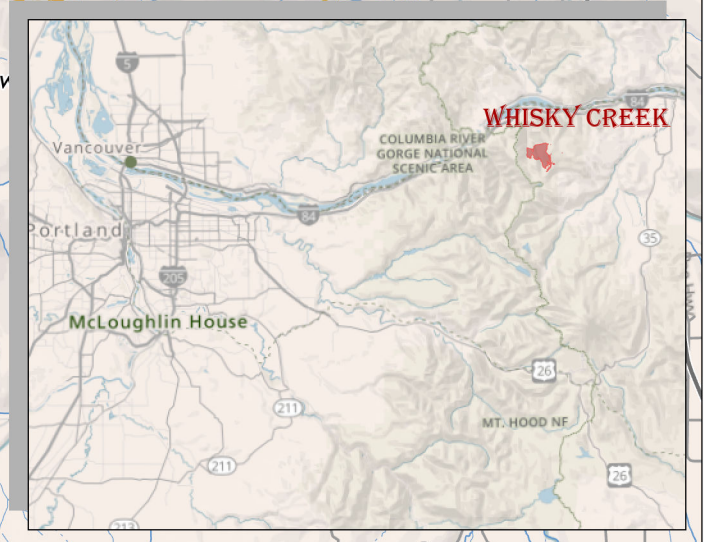 5
84
WHISKY CREEK
COLUMBIA RIVER
GORGE NATIONAL
SCENIC AREA
Vancouver
84
Portland
35
205
McLoughlin House
26
211
MT. HOOD NF
211
26
213